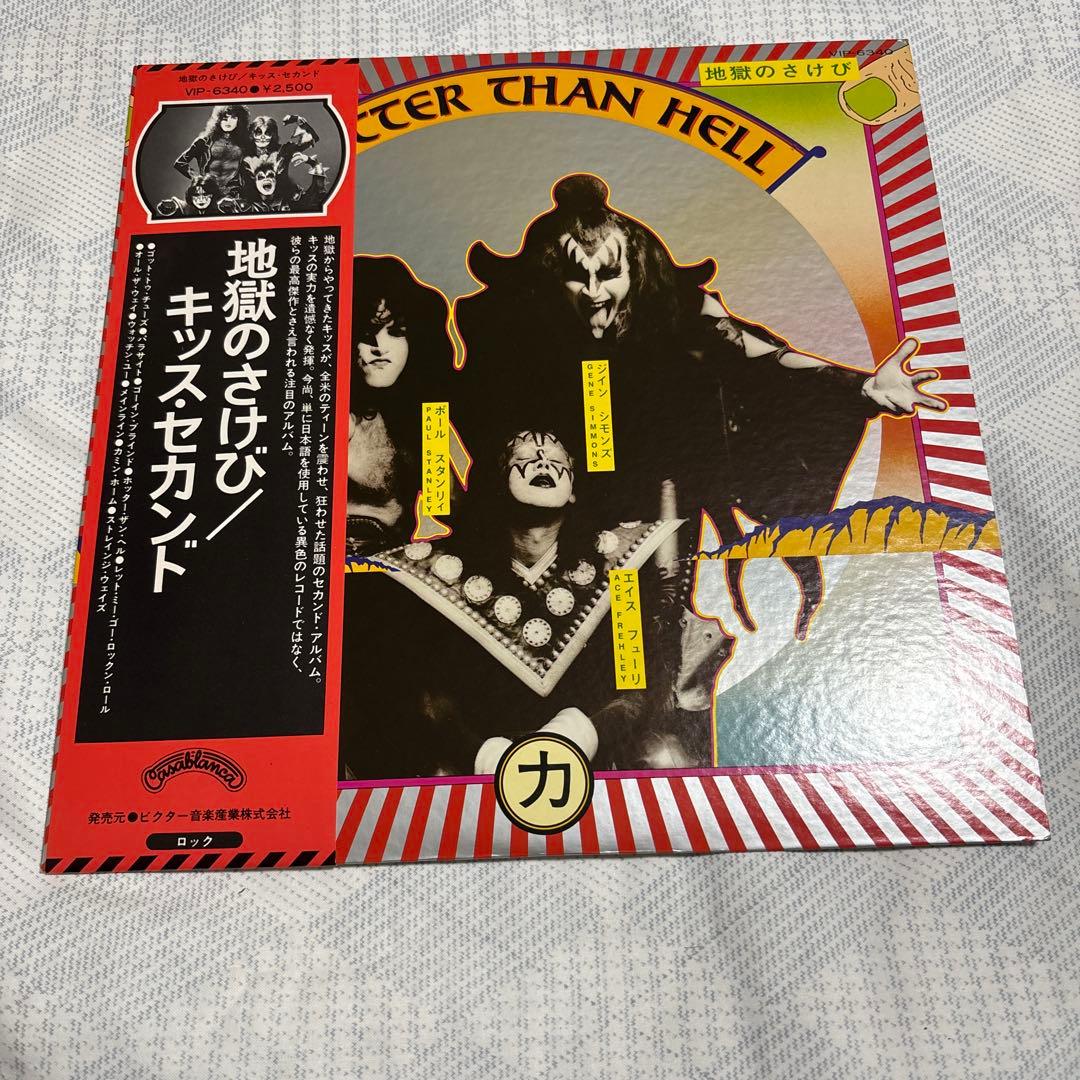 地獄のさけび/キッス・セカンド
VIP-6340●¥2,500
地獄のさけび/
キッス・セカンド
地獄からやってきたキッスが、全米のティーンを震わせ、狂わせた話題のセカンド・アルバム。
キッスの実力を遺憾なく発揮。今尚、単に日本語を使用している異色のレコードではなく、
彼らの最高傑作とさえ言われる注目のアルバム。
●ゴット・トゥ・チューズ●パラサイト●ゴーイン・ブラインド●ホッター・ザン・ヘル●レット・ミー・ゴー・ロックン・ロール
●オール・ザ・ウェイ●ウォッチン・ユー●メインライン●カミン・ホーム●ストレインジ・ウェイズ
Casablanca
発売元●ビクター音楽産業株式会社
ロック
VIP-6340
地獄のさけび
TTER THAN HELL
ジイン シモンズ
GENE SIMMONS
ポール スタンリイ
PAUL STANLEY
エイス フューリ
ACE FREHLEY
力